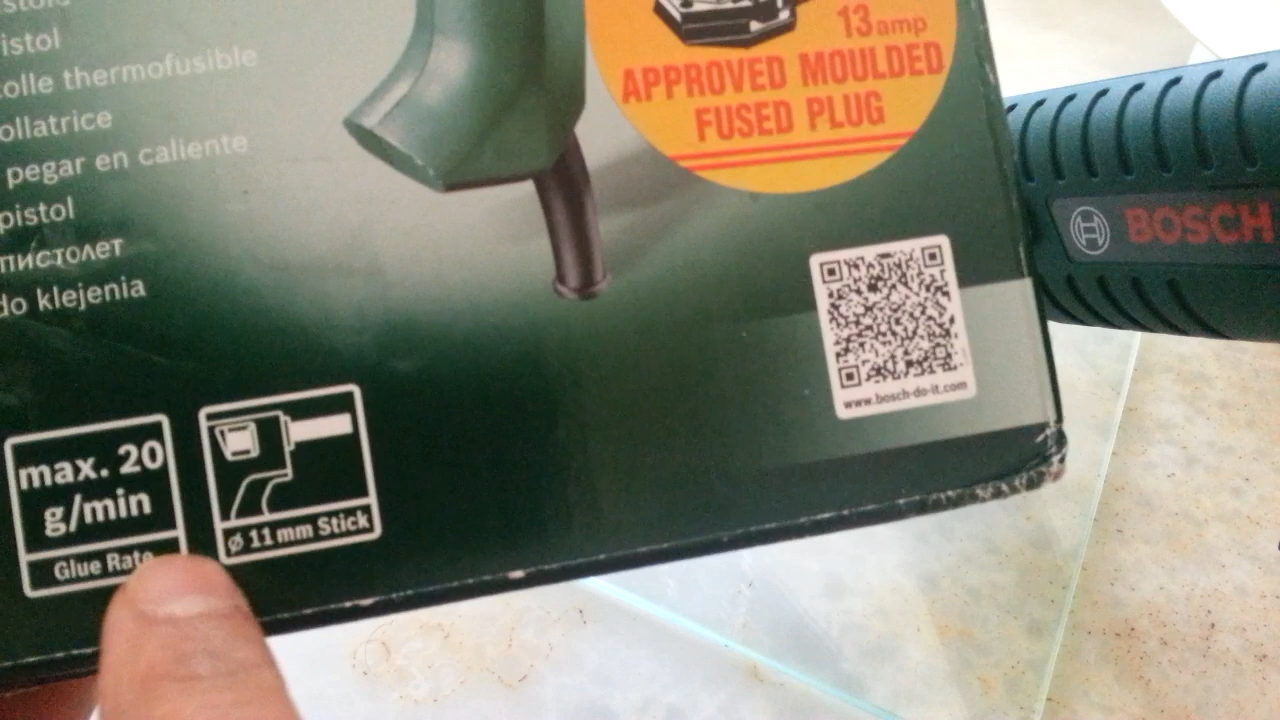 istol
colle thermofusible
ollatrice
pegar en caliente
pistol
пистолет
do klejenia
13 amp
APPROVED MOULDED
FUSED PLUG
BOSCH
www.bosch-do-it.com
max. 20
g/min
Glue Rate
ø 11 mm Stick